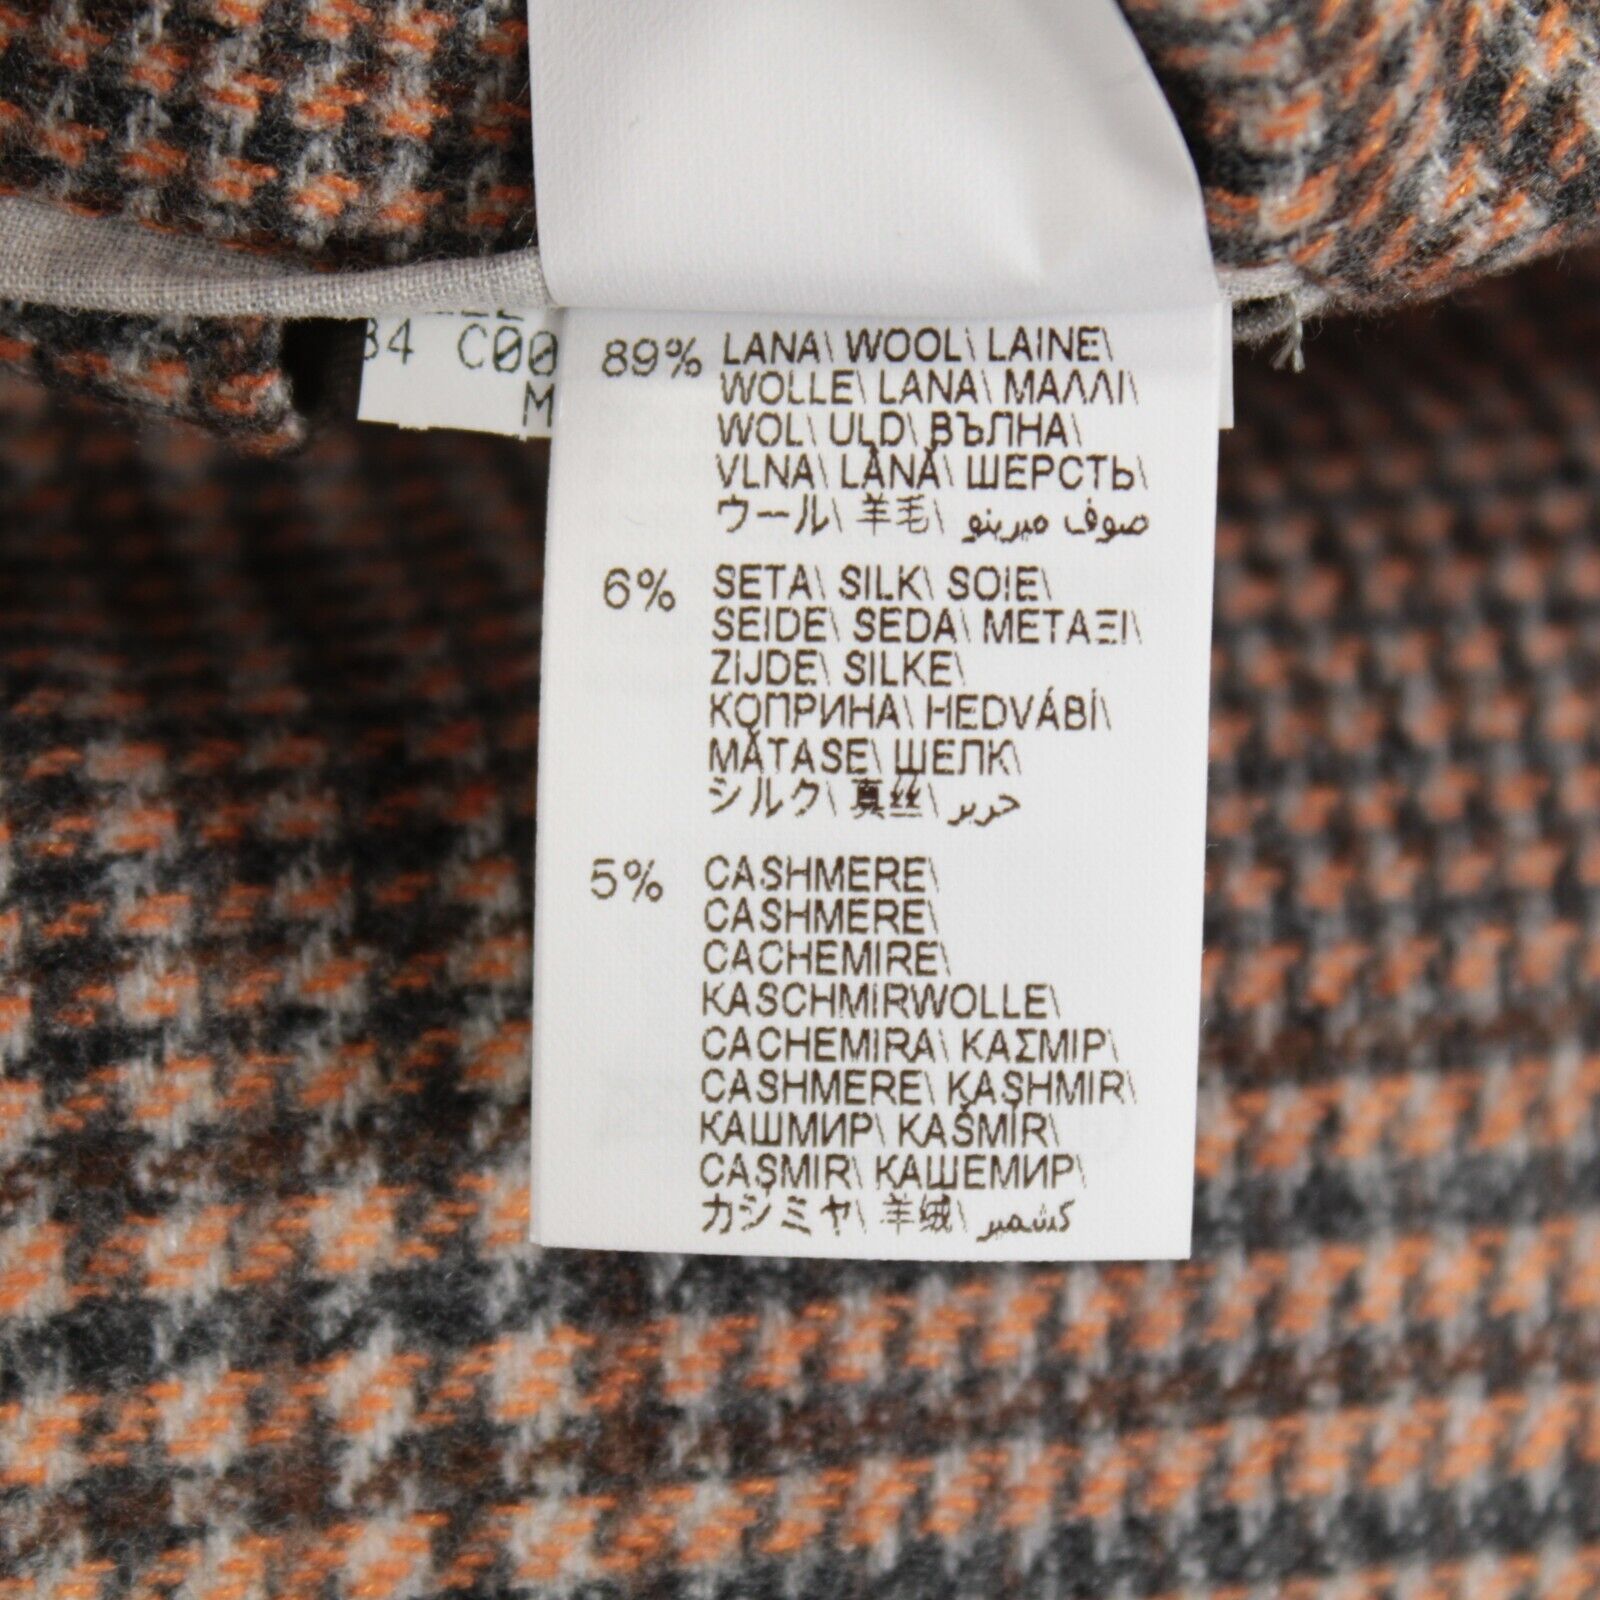 34 C00
M
89% LANA\ WOOL\ LAINE\
WOLLE\ LANA\ ΜΑΛΛΙ\
WOL\ ULD\ ВЪЛНА\
VLNA\ LÂNĂ\ ШЕРСТЬ\
ウール\ 羊毛\ صوف ميرينو
6% SETA\ SILK\ SOIE\
SEIDE\ SEDA\ ΜΕΤΑΞΙ\
ZIJDE\ SILKE\
КОПРИНА\ HEDVÁBÍ\
MĂTASE\ ШЕЛК\
シルク\ 真丝\ حرير
5% CASHMERE\
CASHMERE\
CACHEMIRE\
KASCHMIRWOLLE\
CACHEMIRA\ ΚΑΣΜΙΡ\
CASHMERE\ KASHMIR\
КАШМИР\ KAŠMÍR\
CAȘMIR\ КАШЕМИР\
カシミヤ\ 羊绒\ كشمير